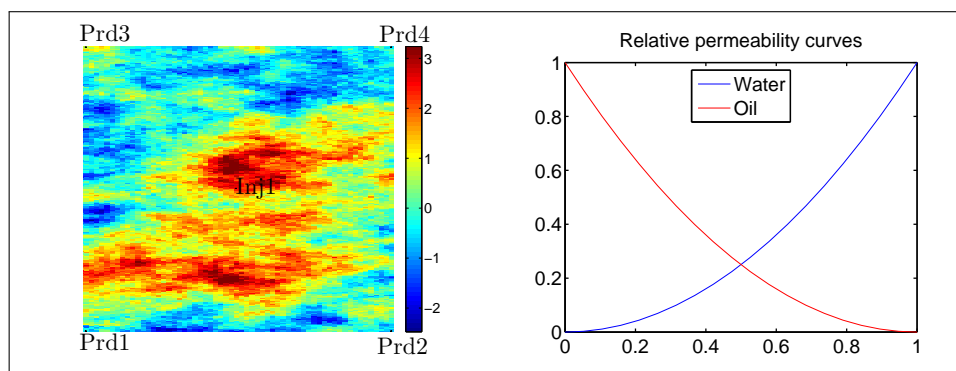 Prd3 Prd4
Inj1
Prd1 Prd2
3
2
1
0
−1
−2
Relative permeability curves
Water
Oil
1
0.8
0.6
0.4
0.2
0
0 0.2 0.4 0.6 0.8 1